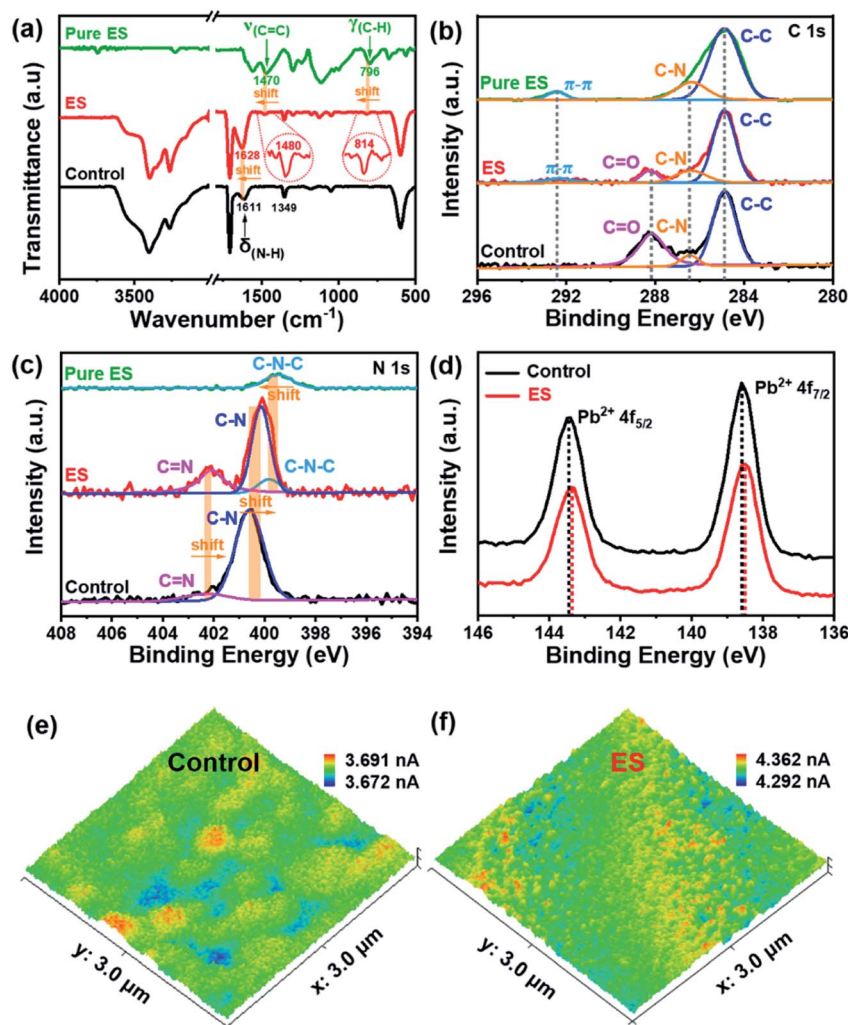 (a)
Pure ES
ν(C=C)
γ(C-H)
1470
796
shift
shift
ES
1628
1480
814
shift
Control
1611
1349
δ(N-H)
Transmittance (a.u)
4000 3500 1500 1000 500
Wavenumber (cm-1)
(b)
C 1s
Pure ES
π-π
C-N
C-C
ES
π-π
C=O
C-N
C-C
Control
C=O
C-N
C-C
Intensity (a.u.)
296 292 288 284 280
Binding Energy (eV)
(c)
N 1s
Pure ES
C-N-C
shift
ES
C=N
C-N
C-N-C
shift
C-N
shift
Control
C=N
Intensity (a.u.)
408 406 404 402 400 398 396 394
Binding Energy (eV)
(d)
Control
ES
Pb2+ 4f5/2
Pb2+ 4f7/2
Intensity (a.u.)
146 144 142 140 138 136
Binding Energy (eV)
(e)
Control
3.691 nA
3.672 nA
y: 3.0 μm
x: 3.0 μm
(f)
ES
4.362 nA
4.292 nA
y: 3.0 μm
x: 3.0 μm